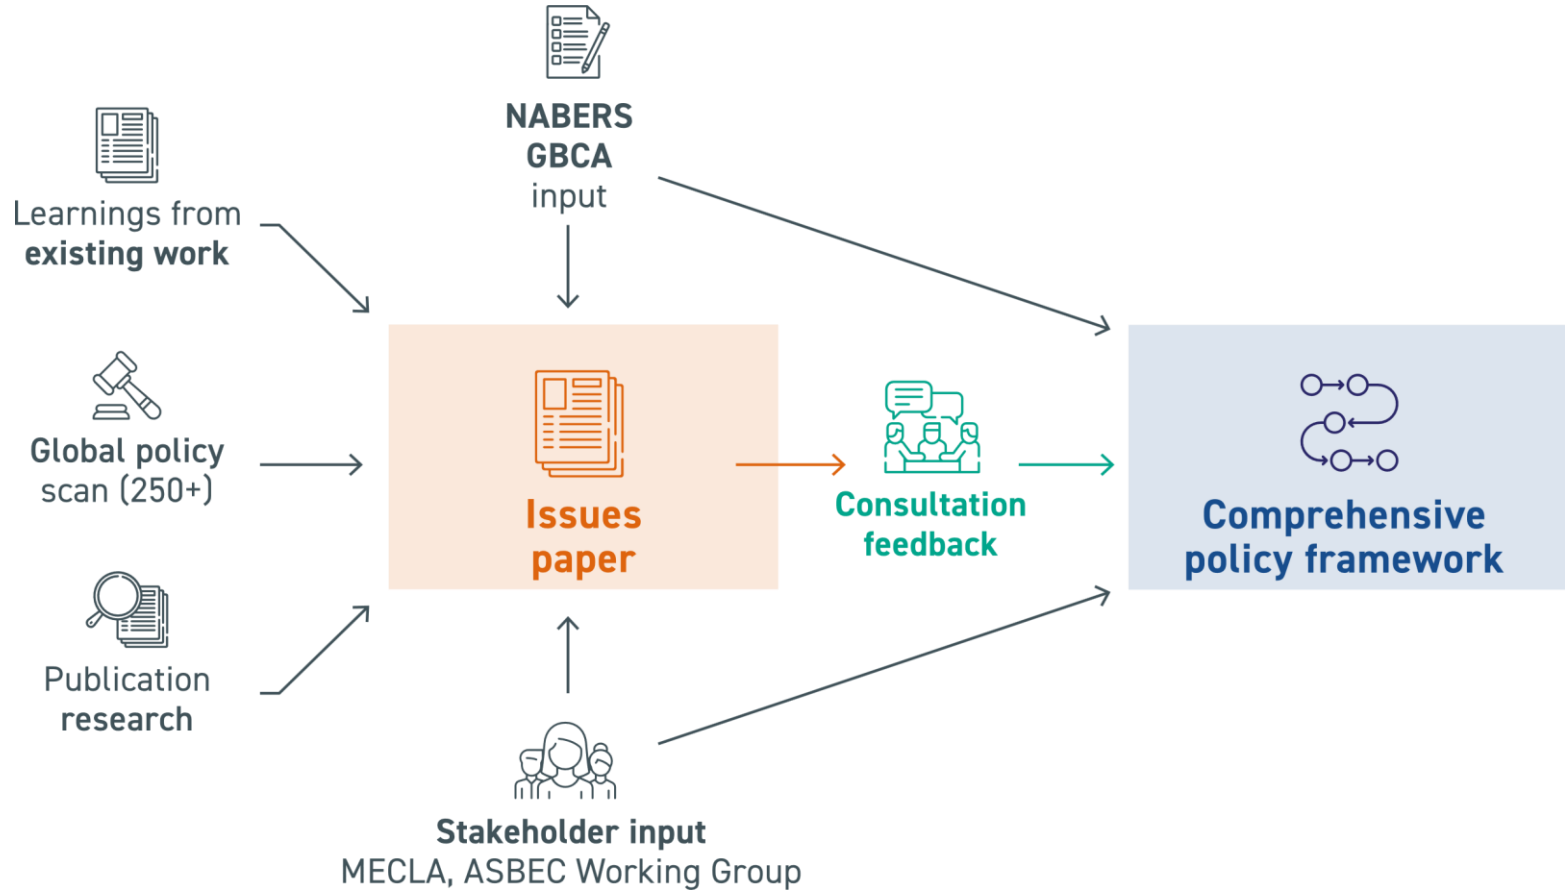 NABERS
GBCA
input
Learnings from
existing work
Global policy
scan (250+)
Publication
research
Issues
paper
Consultation
feedback
Comprehensive
policy framework
Stakeholder input
MECLA, ASBEC Working Group